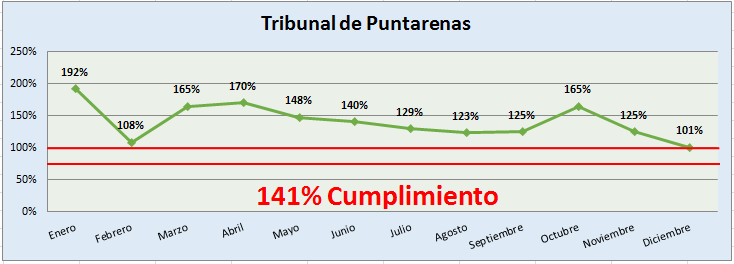 Tribunal de Puntarenas
250%
200%
150%
100%
50%
0%
192%
108%
165%
170%
148%
140%
129%
123%
125%
165%
125%
101%
141% Cumplimiento
Enero
Febrero
Marzo
Abril
Mayo
Junio
Julio
Agosto
Septiembre
Octubre
Noviembre
Diciembre